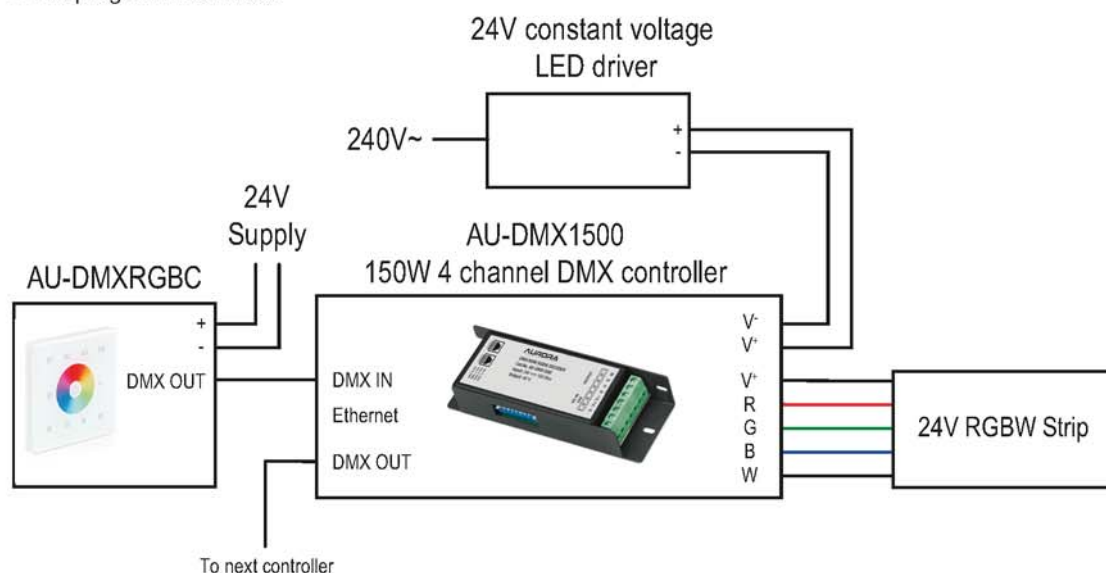 24V constant voltage
LED driver
240V~
+
-
24V
Supply
AU-DMX1500
150W 4 channel DMX controller
AU-DMXRGBC
+
-
DMX OUT
DMX IN
Ethernet
DMX OUT
AURORA
V-
V+
V+
R
G
B
W
24V RGBW Strip
To next controller